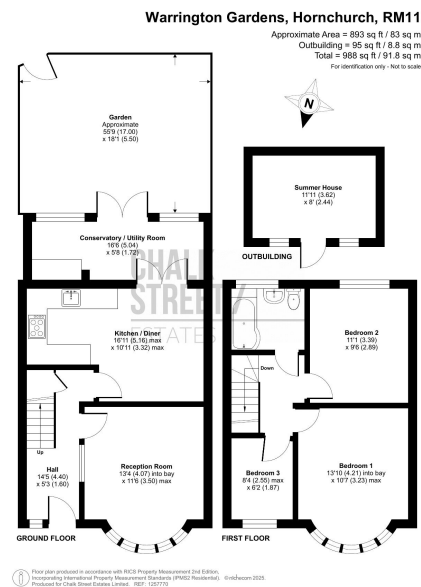 Warrington Gardens, Hornchurch, RM11
Approximate Area = 893 sq ft / 83 sq m
Outbuilding = 95 sq ft / 8.8 sq m
Total = 988 sq ft / 91.8 sq m
For identification only - Not to scale
N
Garden
Approximate
55'9 (17.00)
x 18'1 (5.50)
Summer House
11'11 (3.62)
x 8' (2.44)
OUTBUILDING
Conservatory / Utility Room
16'6 (5.04)
x 5'8 (1.72)
CHALK
STREET
ESTATES
Kitchen / Diner
16'11 (5.16) max
x 10'11 (3.32) max
Bedroom 2
11'1 (3.39)
x 9'6 (2.89)
Down
Up
Hall
14'5 (4.40)
x 5'3 (1.60)
Reception Room
13'4 (4.07) into bay
x 11'6 (3.50) max
Bedroom 3
8'4 (2.55) max
x 6'2 (1.87)
Bedroom 1
13'10 (4.21) into bay
x 10'7 (3.23) max
GROUND FLOOR
FIRST FLOOR
Floor plan produced in accordance with RICS Property Measurement 2nd Edition,
Incorporating International Property Measurement Standards (IPMS2 Residential). ©nichecom 2025.
Produced for Chalk Street Estates Limited. REF: 1257770